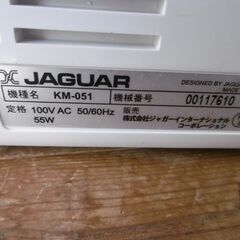 JAGUAR
DESIGNED BY JAGU
MADE
機種名 KM-051 機械番号 00117610
定格 100V AC 50/60Hz 販売
55W 株式会社ジャガーインターナショナル
コーポレーション